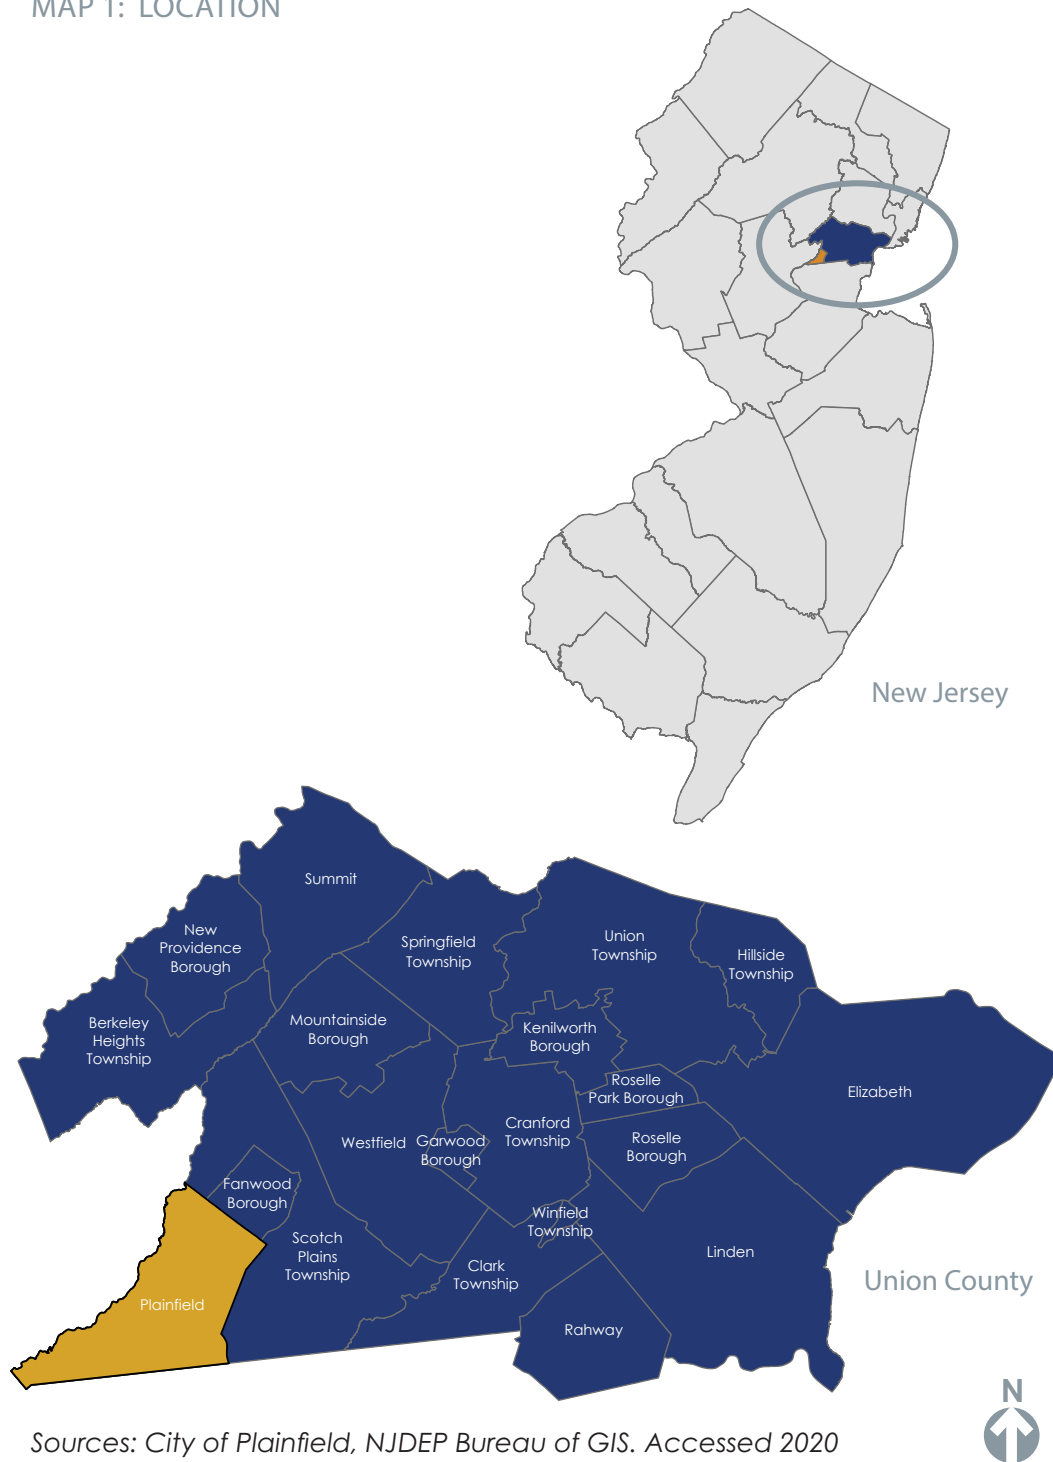 MAP 1: LOCATION
New Jersey
Summit
New
Providence
Borough
Springfield
Township
Union
Township
Hillside
Township
Berkeley
Heights
Township
Mountainside
Borough
Kenilworth
Borough
Roselle
Park Borough
Elizabeth
Cranford
Township
Westfield
Garwood
Borough
Roselle
Borough
Fanwood
Borough
Winfield
Township
Scotch
Plains
Township
Linden
Clark
Township
Union County
Plainfield
Rahway
N
Sources: City of Plainfield, NJDEP Bureau of GIS. Accessed 2020